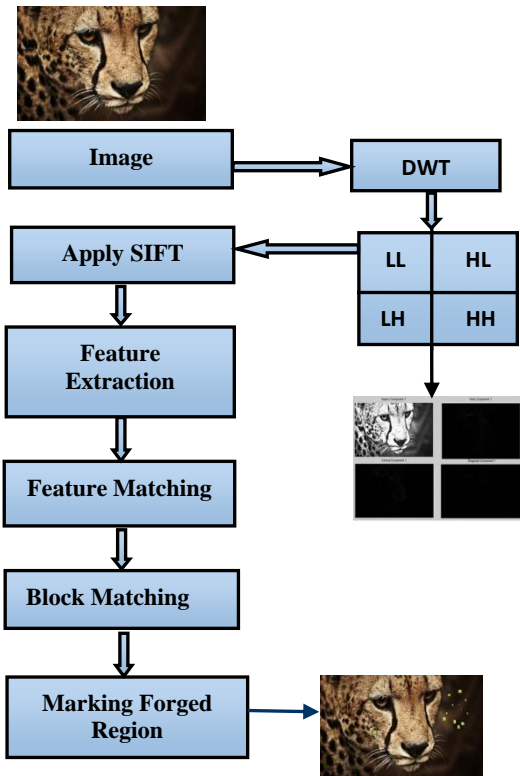 Image
DWT
Apply SIFT
LL HL
LH HH
Feature
Extraction
Feature Matching
Block Matching
Marking Forged
Region